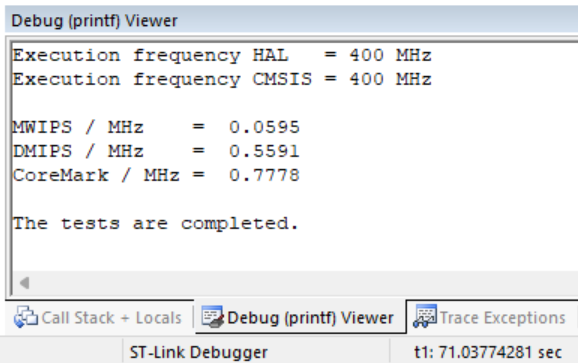 Debug (printf) Viewer
Execution frequency HAL   = 400 MHz
Execution frequency CMSIS = 400 MHz
MWIPS / MHz    =  0.0595
DMIPS / MHz    =  0.5591
CoreMark / MHz =  0.7778
The tests are completed.
Call Stack + Locals Debug (printf) Viewer Trace Exceptions
ST-Link Debugger t1: 71.03774281 sec